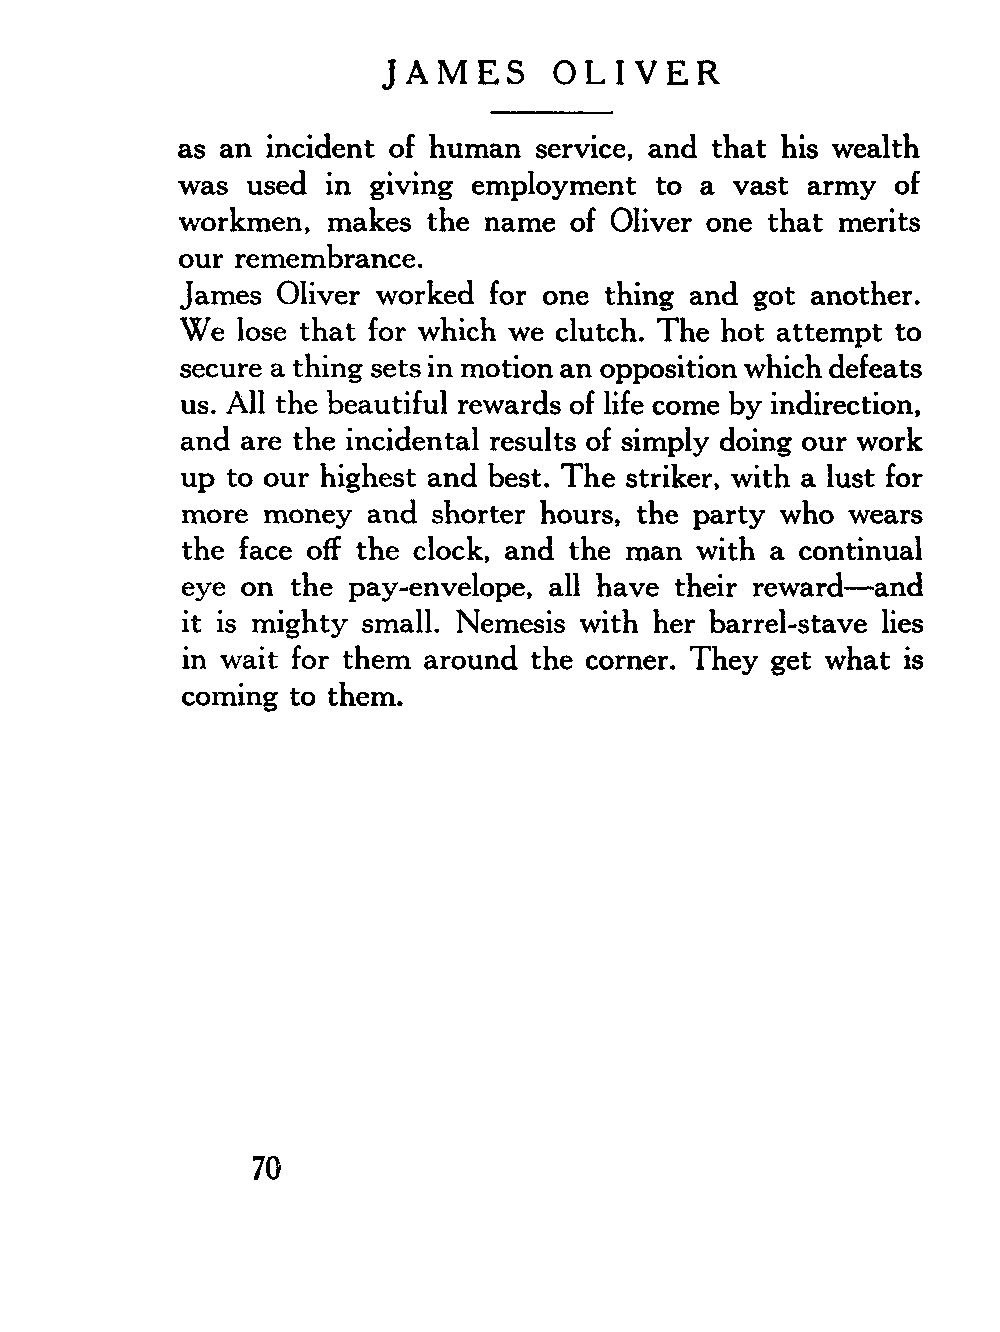 JAMES OLIVER
as an incident of human service, and that his wealth
was used in giving employment to a vast army of
workmen, makes the name of Oliver one that merits
our remembrance.
James Oliver worked for one thing and got another.
We lose that for which we clutch. The hot attempt to
secure a thing sets in motion an opposition which defeats
us. All the beautiful rewards of life come by indirection,
and are the incidental results of simply doing our work
up to our highest and best. The striker, with a lust for
more money and shorter hours, the party who wears
the face off the clock, and the man with a continual
eye on the pay-envelope, all have their reward—and
it is mighty small. Nemesis with her barrel-stave lies
in wait for them around the corner. They get what is
coming to them.
70